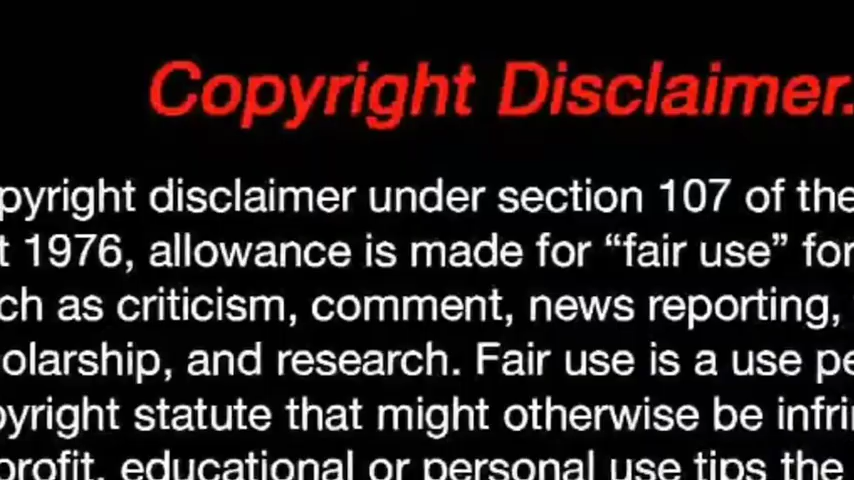 Copyright Disclaimer.
pyright disclaimer under section 107 of the
t 1976, allowance is made for “fair use” for
ch as criticism, comment, news reporting,
olarship, and research. Fair use is a use pe
pyright statute that might otherwise be infri
profit, educational or personal use tips the